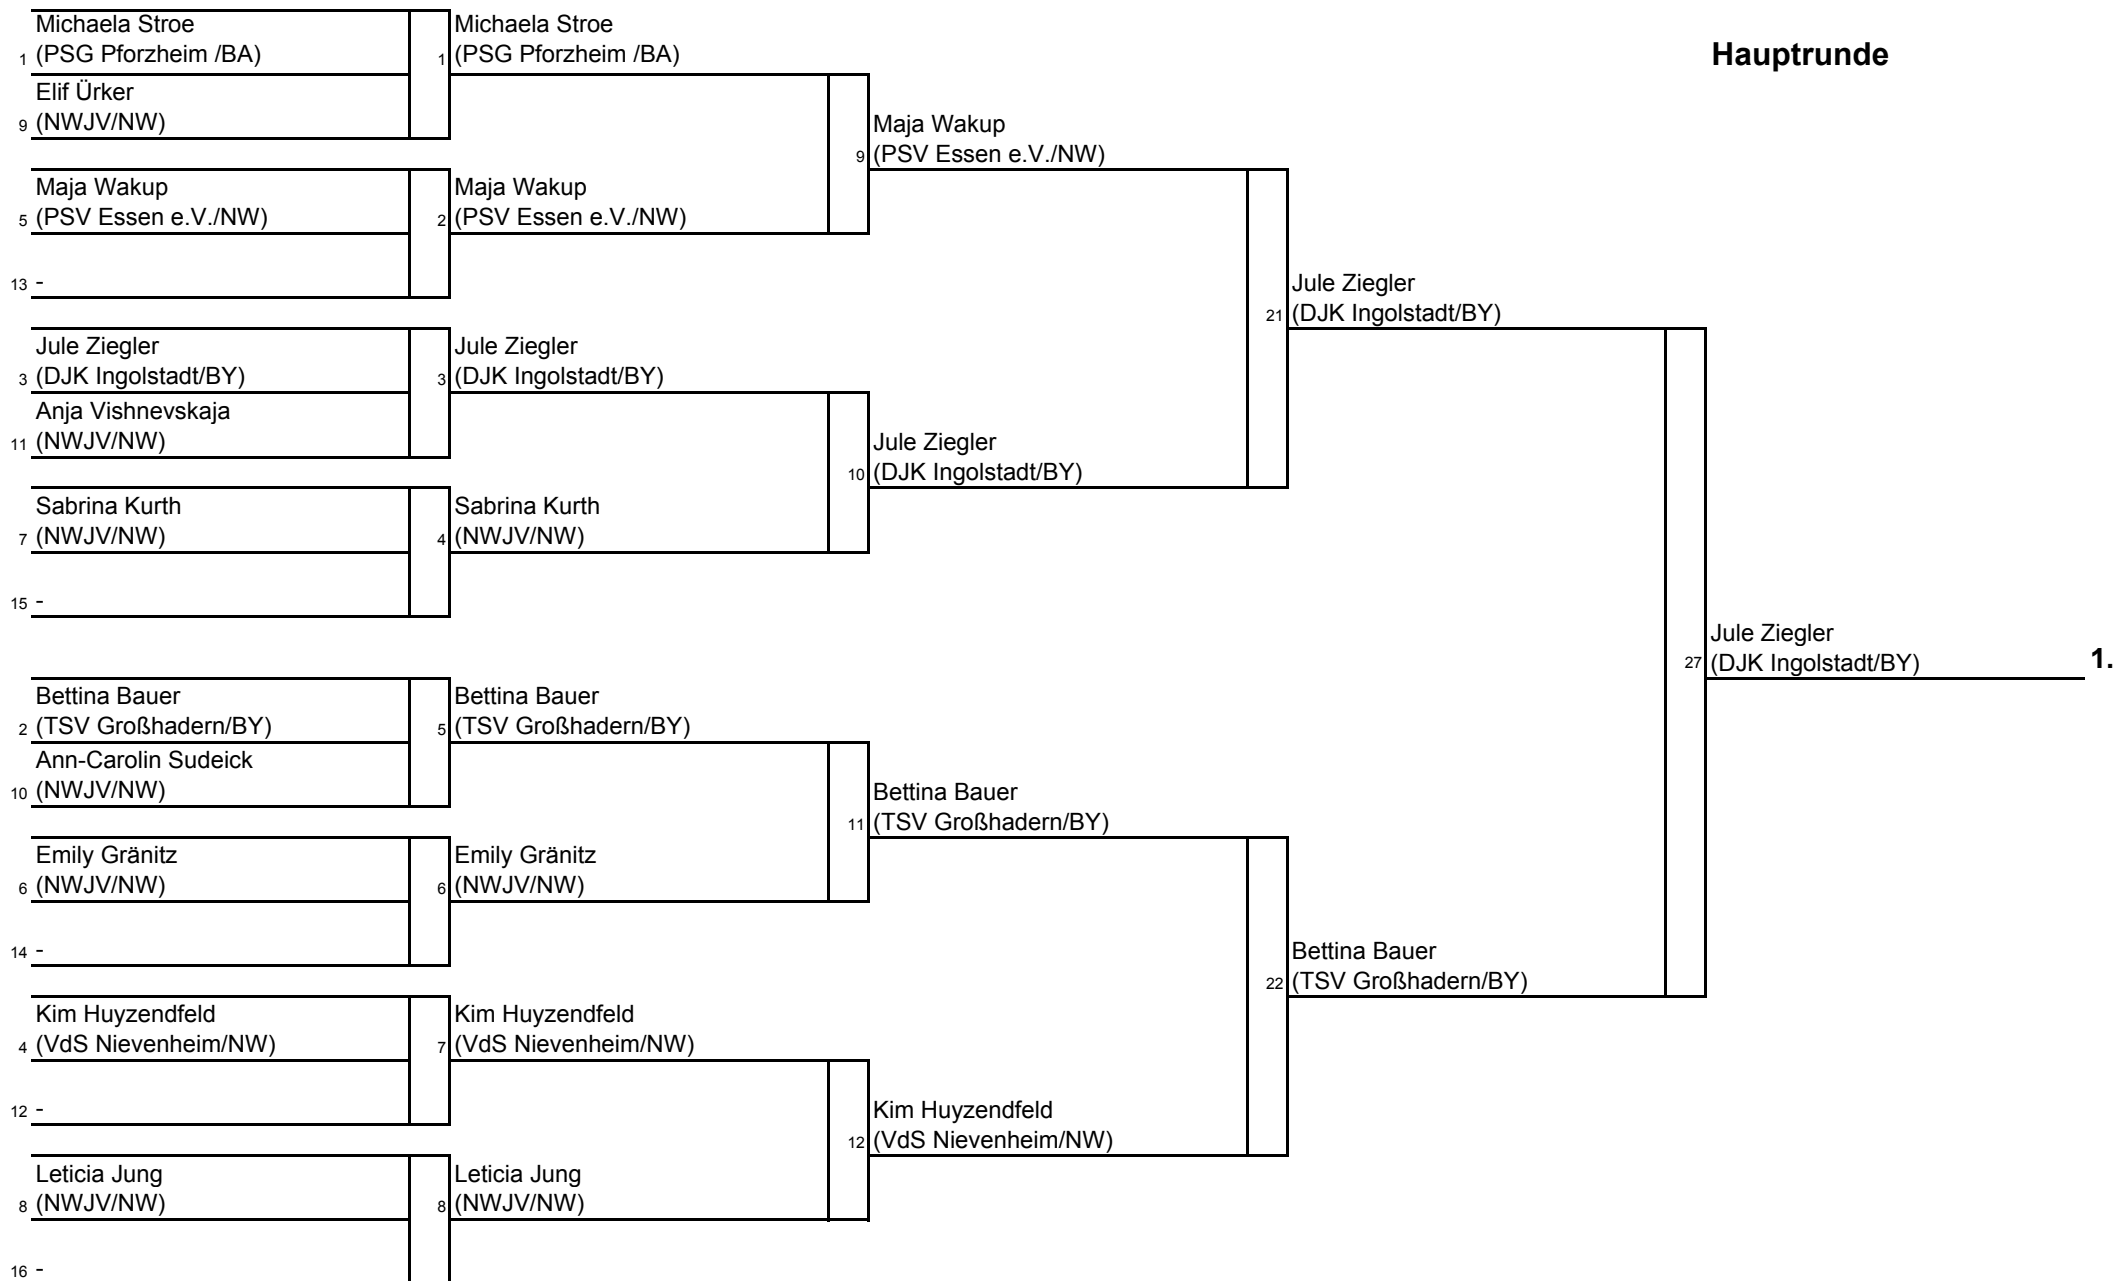 Hauptrunde
Michaela Stroe
1 (PSG Pforzheim /BA)
Elif Ürker
9 (NWJV/NW)
Maja Wakup
5 (PSV Essen e.V./NW)
13 -
Jule Ziegler
3 (DJK Ingolstadt/BY)
Anja Vishnevskaja
11 (NWJV/NW)
Sabrina Kurth
7 (NWJV/NW)
15 -
Bettina Bauer
2 (TSV Großhadern/BY)
Ann-Carolin Sudeick
10 (NWJV/NW)
Emily Gränitz
6 (NWJV/NW)
14 -
Kim Huyzendfeld
4 (VdS Nievenheim/NW)
12 -
Leticia Jung
8 (NWJV/NW)
16 -
Michaela Stroe
1 (PSG Pforzheim /BA)
Maja Wakup
2 (PSV Essen e.V./NW)
Jule Ziegler
3 (DJK Ingolstadt/BY)
Sabrina Kurth
4 (NWJV/NW)
Bettina Bauer
5 (TSV Großhadern/BY)
Emily Gränitz
6 (NWJV/NW)
Kim Huyzendfeld
7 (VdS Nievenheim/NW)
Leticia Jung
8 (NWJV/NW)
Maja Wakup
9 (PSV Essen e.V./NW)
Jule Ziegler
10 (DJK Ingolstadt/BY)
Bettina Bauer
11 (TSV Großhadern/BY)
Kim Huyzendfeld
12 (VdS Nievenheim/NW)
Jule Ziegler
21 (DJK Ingolstadt/BY)
Bettina Bauer
22 (TSV Großhadern/BY)
Jule Ziegler
27 (DJK Ingolstadt/BY) 1.